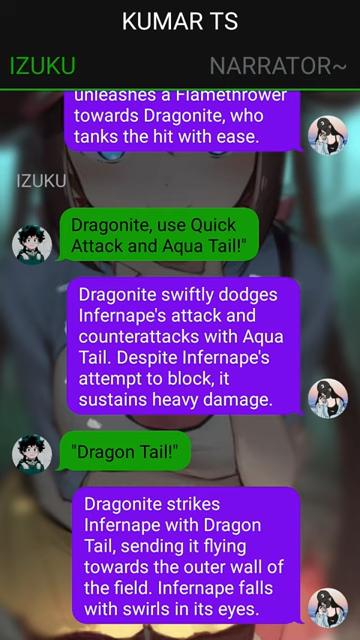 KUMAR TS
IZUKU
NARRATOR~
unleashes a Flamethrower
towards Dragonite, who
tanks the hit with ease.
IZUKU
Dragonite, use Quick
Attack and Aqua Tail!"
Dragonite swiftly dodges
Infernape's attack and
counterattacks with Aqua
Tail. Despite Infernape's
attempt to block, it
sustains heavy damage.
"Dragon Tail!"
Dragonite strikes
Infernape with Dragon
Tail, sending it flying
towards the outer wall of
the field. Infernape falls
with swirls in its eyes.